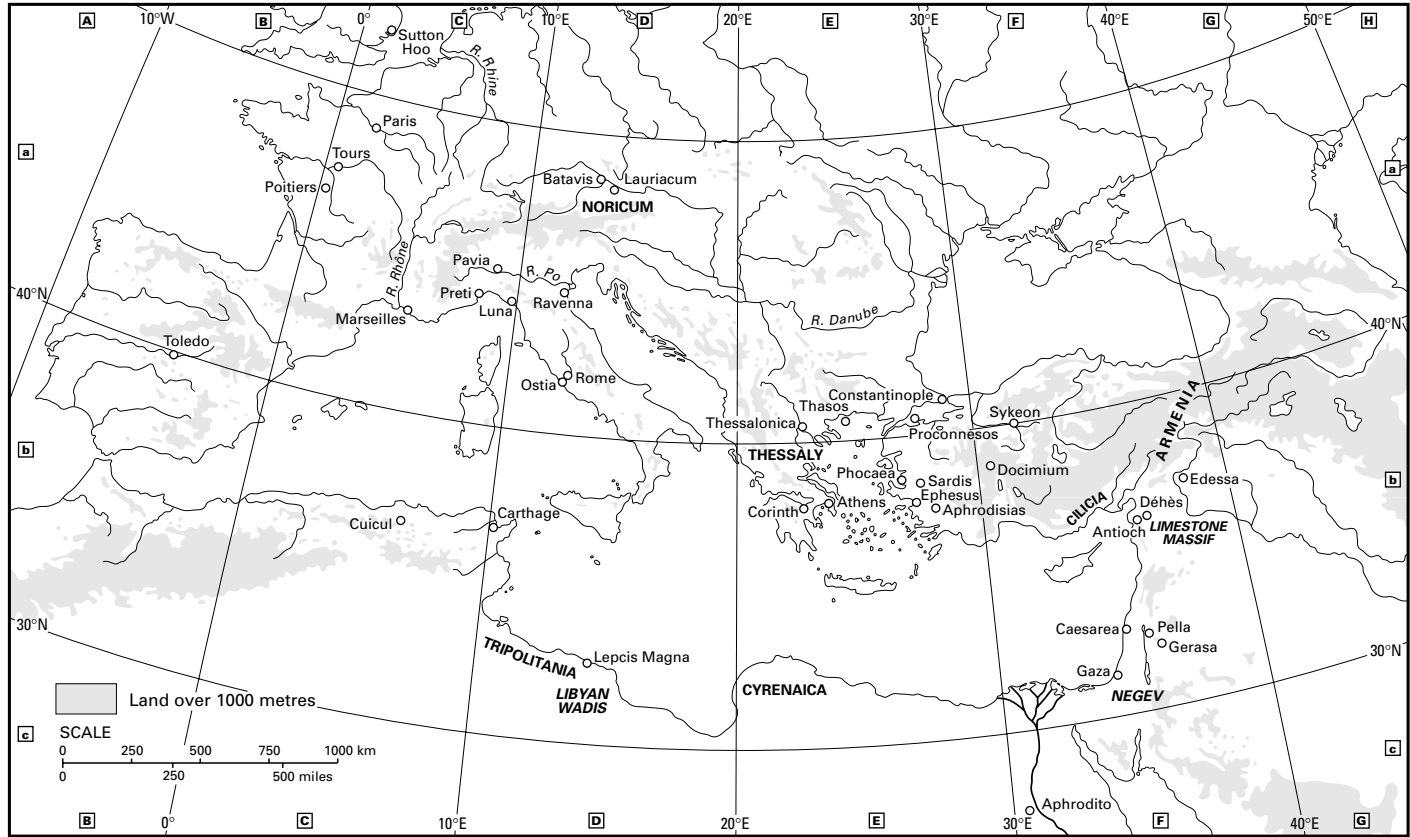 A 10°W B 0° C 10°E D 20°E E 30°E F 40°E G 50°E H
Sutton
Hoo
R. Rhine
Paris
a
Tours
a
Poitiers
Batavis
Lauriacum
NORICUM
R. Rhône
Pavia
R. Po
40°N
Preti
Luna
Ravenna
Marseilles
R. Danube
40°N
Toledo
Rome
Ostia
Constantinople
Thasos
Sykeon
ARMENIA
Thessalonica
Proconnesos
b
THESSALY
Phocaea
Docimium
Sardis
Edessa
b
Ephesus
Corinth
Athens
Aphrodisias
CILICIA
Déhès
Cuicul
Carthage
Antioch
LIMESTONE
MASSIF
30°N
Caesarea
Pella
Gerasa
30°N
TRIPOLITANIA
Lepcis Magna
Gaza
CYRENAICA
NEGEV
LIBYAN
WADIS
Land over 1000 metres
c
SCALE
0 250 500 750 1000 km
0 250 500 miles
c
Aphrodito
B 0° C 10°E D 20°E E 30°E F 40°E G